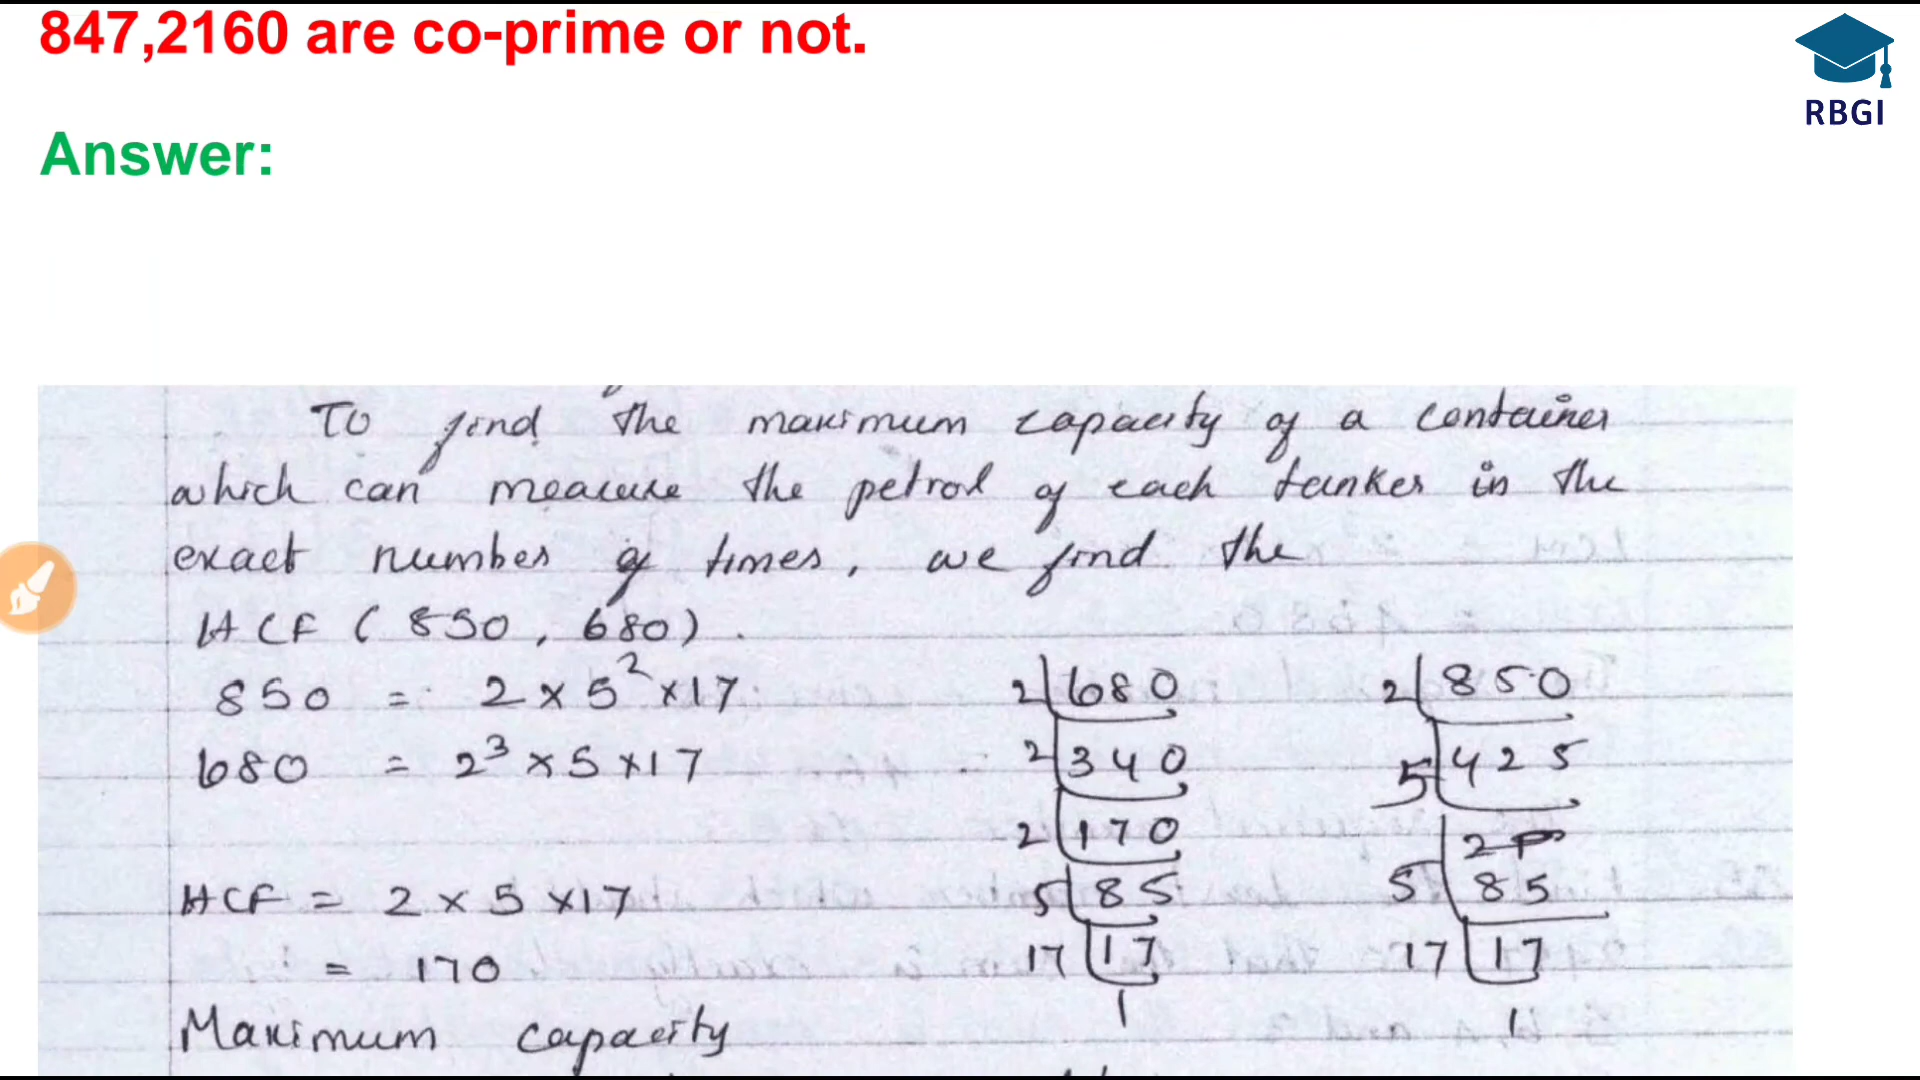 847,2160 are co-prime or not.
RBGI
Answer:
To find the maximum capacity of a container
which can measure the petrol of each tanker in the
exact number of times, we find the
HCF ( 850 , 680) .
850 = 2 × 5² × 17
680 = 2³ × 5 × 17
HCF = 2 × 5 × 17
= 170
Maximum capacity
2 680
2 340
2 170
5 85
17 17
1
2 850
5 425
5 85
17 17
1